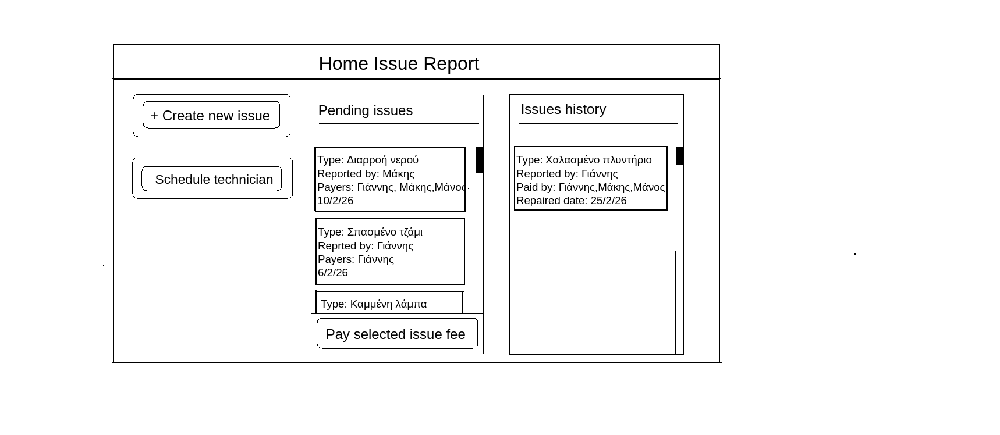 Home Issue Report
+ Create new issue
Schedule technician
Pending issues
Type: Διαρροή νερού
Reported by: Μάκης
Payers: Γιάννης, Μάκης,Μάνος
10/2/26
Type: Σπασμένο τζάμι
Reprted by: Γιάννης
Payers: Γιάννης
6/2/26
Type: Καμμένη λάμπα
Pay selected issue fee
Issues history
Type: Χαλασμένο πλυντήριο
Reported by: Γιάννης
Paid by: Γιάννης,Μάκης,Μάνος
Repaired date: 25/2/26